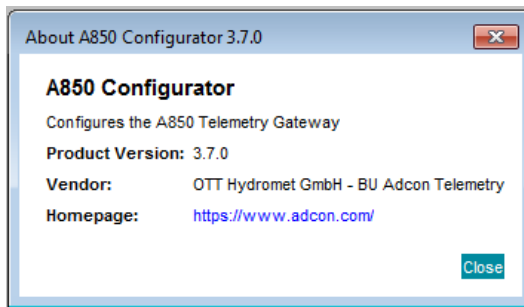 About A850 Configurator 3.7.0
A850 Configurator
Configures the A850 Telemetry Gateway
Product Version: 3.7.0
Vendor: OTT Hydromet GmbH - BU Adcon Telemetry
Homepage: https://www.adcon.com/
Close